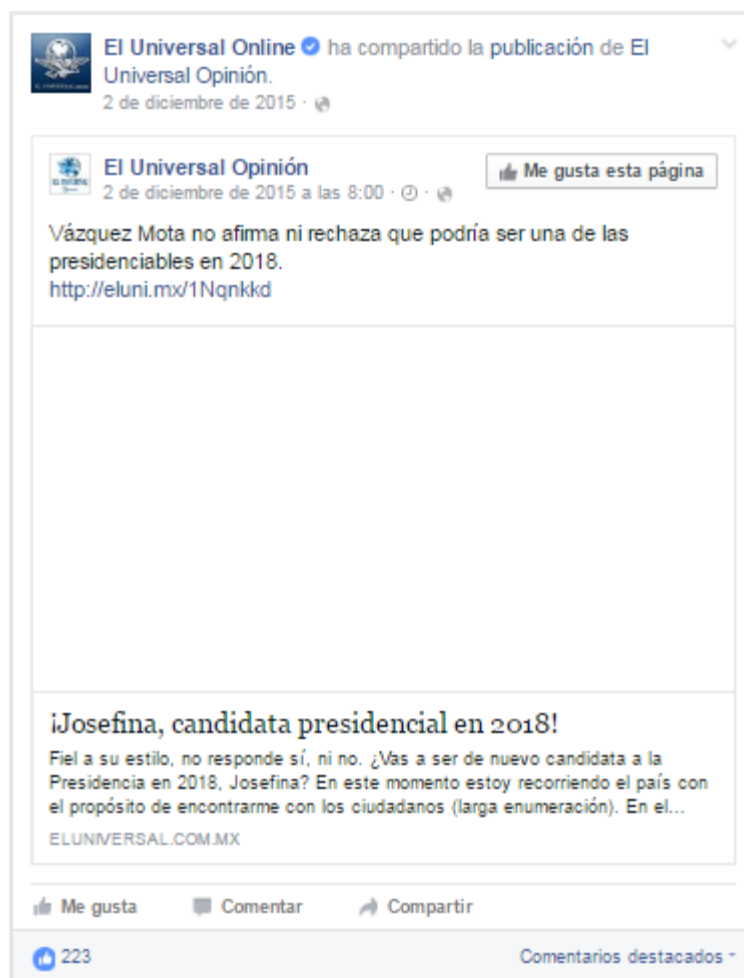 El Universal Online ha compartido la publicación de El
Universal Opinión.
2 de diciembre de 2015 ·
El Universal Opinión
Me gusta esta página
2 de diciembre de 2015 a las 8:00 · ·
Vázquez Mota no afirma ni rechaza que podría ser una de las
presidenciables en 2018.
http://eluni.mx/1Nqnkkd
¡Josefina, candidata presidencial en 2018!
Fiel a su estilo, no responde sí, ni no. ¿Vas a ser de nuevo candidata a la
Presidencia en 2018, Josefina? En este momento estoy recorriendo el país con
el propósito de encontrarme con los ciudadanos (larga enumeración). En el...
ELUNIVERSAL.COM.MX
Me gusta Comentar Compartir
223 Comentarios destacados